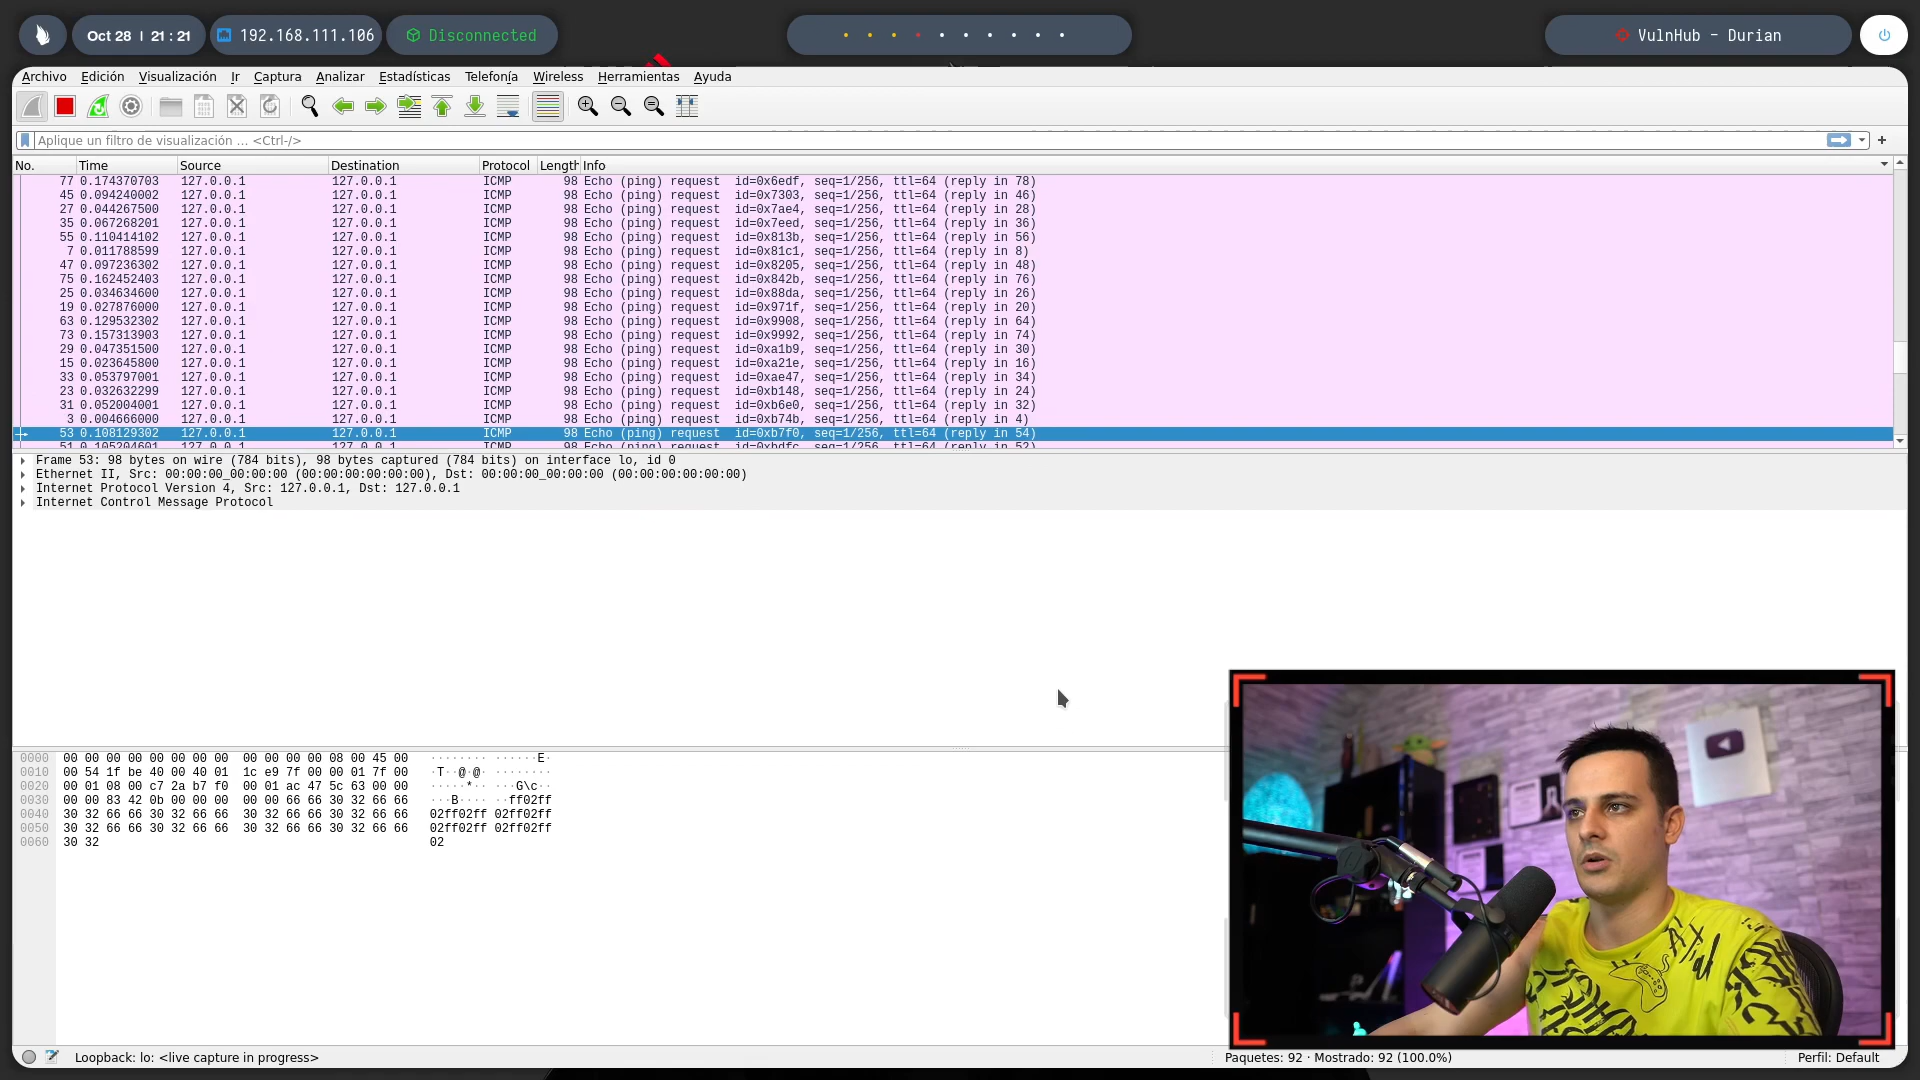 Oct 28 | 21:21
192.168.111.106
Disconnected
VulnHub - Durian
Archivo Edición Visualización Ir Captura Analizar Estadísticas Telefonía Wireless Herramientas Ayuda
Aplique un filtro de visualización … <Ctrl-/>
No. Time Source Destination Protocol Length Info
77 0.174370703 127.0.0.1 127.0.0.1 ICMP 98 Echo (ping) request id=0x6edf, seq=1/256, ttl=64 (reply in 78)
45 0.094240002 127.0.0.1 127.0.0.1 ICMP 98 Echo (ping) request id=0x7303, seq=1/256, ttl=64 (reply in 46)
27 0.044267500 127.0.0.1 127.0.0.1 ICMP 98 Echo (ping) request id=0x7ae4, seq=1/256, ttl=64 (reply in 28)
35 0.067268201 127.0.0.1 127.0.0.1 ICMP 98 Echo (ping) request id=0x7eed, seq=1/256, ttl=64 (reply in 36)
55 0.110414102 127.0.0.1 127.0.0.1 ICMP 98 Echo (ping) request id=0x813b, seq=1/256, ttl=64 (reply in 56)
7 0.011788599 127.0.0.1 127.0.0.1 ICMP 98 Echo (ping) request id=0x81c1, seq=1/256, ttl=64 (reply in 8)
47 0.097236302 127.0.0.1 127.0.0.1 ICMP 98 Echo (ping) request id=0x8205, seq=1/256, ttl=64 (reply in 48)
75 0.162452403 127.0.0.1 127.0.0.1 ICMP 98 Echo (ping) request id=0x842b, seq=1/256, ttl=64 (reply in 76)
25 0.034634600 127.0.0.1 127.0.0.1 ICMP 98 Echo (ping) request id=0x88da, seq=1/256, ttl=64 (reply in 26)
19 0.027876000 127.0.0.1 127.0.0.1 ICMP 98 Echo (ping) request id=0x971f, seq=1/256, ttl=64 (reply in 20)
63 0.129532302 127.0.0.1 127.0.0.1 ICMP 98 Echo (ping) request id=0x9908, seq=1/256, ttl=64 (reply in 64)
73 0.157313903 127.0.0.1 127.0.0.1 ICMP 98 Echo (ping) request id=0x9992, seq=1/256, ttl=64 (reply in 74)
29 0.047351500 127.0.0.1 127.0.0.1 ICMP 98 Echo (ping) request id=0xa1b9, seq=1/256, ttl=64 (reply in 30)
15 0.023645800 127.0.0.1 127.0.0.1 ICMP 98 Echo (ping) request id=0xa21e, seq=1/256, ttl=64 (reply in 16)
33 0.053797001 127.0.0.1 127.0.0.1 ICMP 98 Echo (ping) request id=0xae47, seq=1/256, ttl=64 (reply in 34)
23 0.032632299 127.0.0.1 127.0.0.1 ICMP 98 Echo (ping) request id=0xb148, seq=1/256, ttl=64 (reply in 24)
31 0.052004001 127.0.0.1 127.0.0.1 ICMP 98 Echo (ping) request id=0xb6e0, seq=1/256, ttl=64 (reply in 32)
3 0.004666000 127.0.0.1 127.0.0.1 ICMP 98 Echo (ping) request id=0xb74b, seq=1/256, ttl=64 (reply in 4)
53 0.108129302 127.0.0.1 127.0.0.1 ICMP 98 Echo (ping) request id=0xb7f0, seq=1/256, ttl=64 (reply in 54)
51 0.105204601 127.0.0.1 127.0.0.1 ICMP 98 Echo (ping) request id=0xbdfc, seq=1/256, ttl=64 (reply in 52)
Frame 53: 98 bytes on wire (784 bits), 98 bytes captured (784 bits) on interface lo, id 0
Ethernet II, Src: 00:00:00_00:00:00 (00:00:00:00:00:00), Dst: 00:00:00_00:00:00 (00:00:00:00:00:00)
Internet Protocol Version 4, Src: 127.0.0.1, Dst: 127.0.0.1
Internet Control Message Protocol
0000 00 00 00 00 00 00 00 00 00 00 00 00 08 00 45 00 ········ ······E·
0010 00 54 1f be 40 00 40 01 1c e9 7f 00 00 01 7f 00 ·T··@·@· ········
0020 00 01 08 00 c7 2a b7 f0 00 01 ac 47 5c 63 00 00 ·····*·· ···G\c··
0030 00 00 83 42 0b 00 00 00 00 00 66 66 30 32 66 66 ···B···· ··ff02ff
0040 30 32 66 66 30 32 66 66 30 32 66 66 30 32 66 66 02ff02ff 02ff02ff
0050 30 32 66 66 30 32 66 66 30 32 66 66 30 32 66 66 02ff02ff 02ff02ff
0060 30 32 02
Loopback: lo: <live capture in progress>
Paquetes: 92 · Mostrado: 92 (100.0%)
Perfil: Default